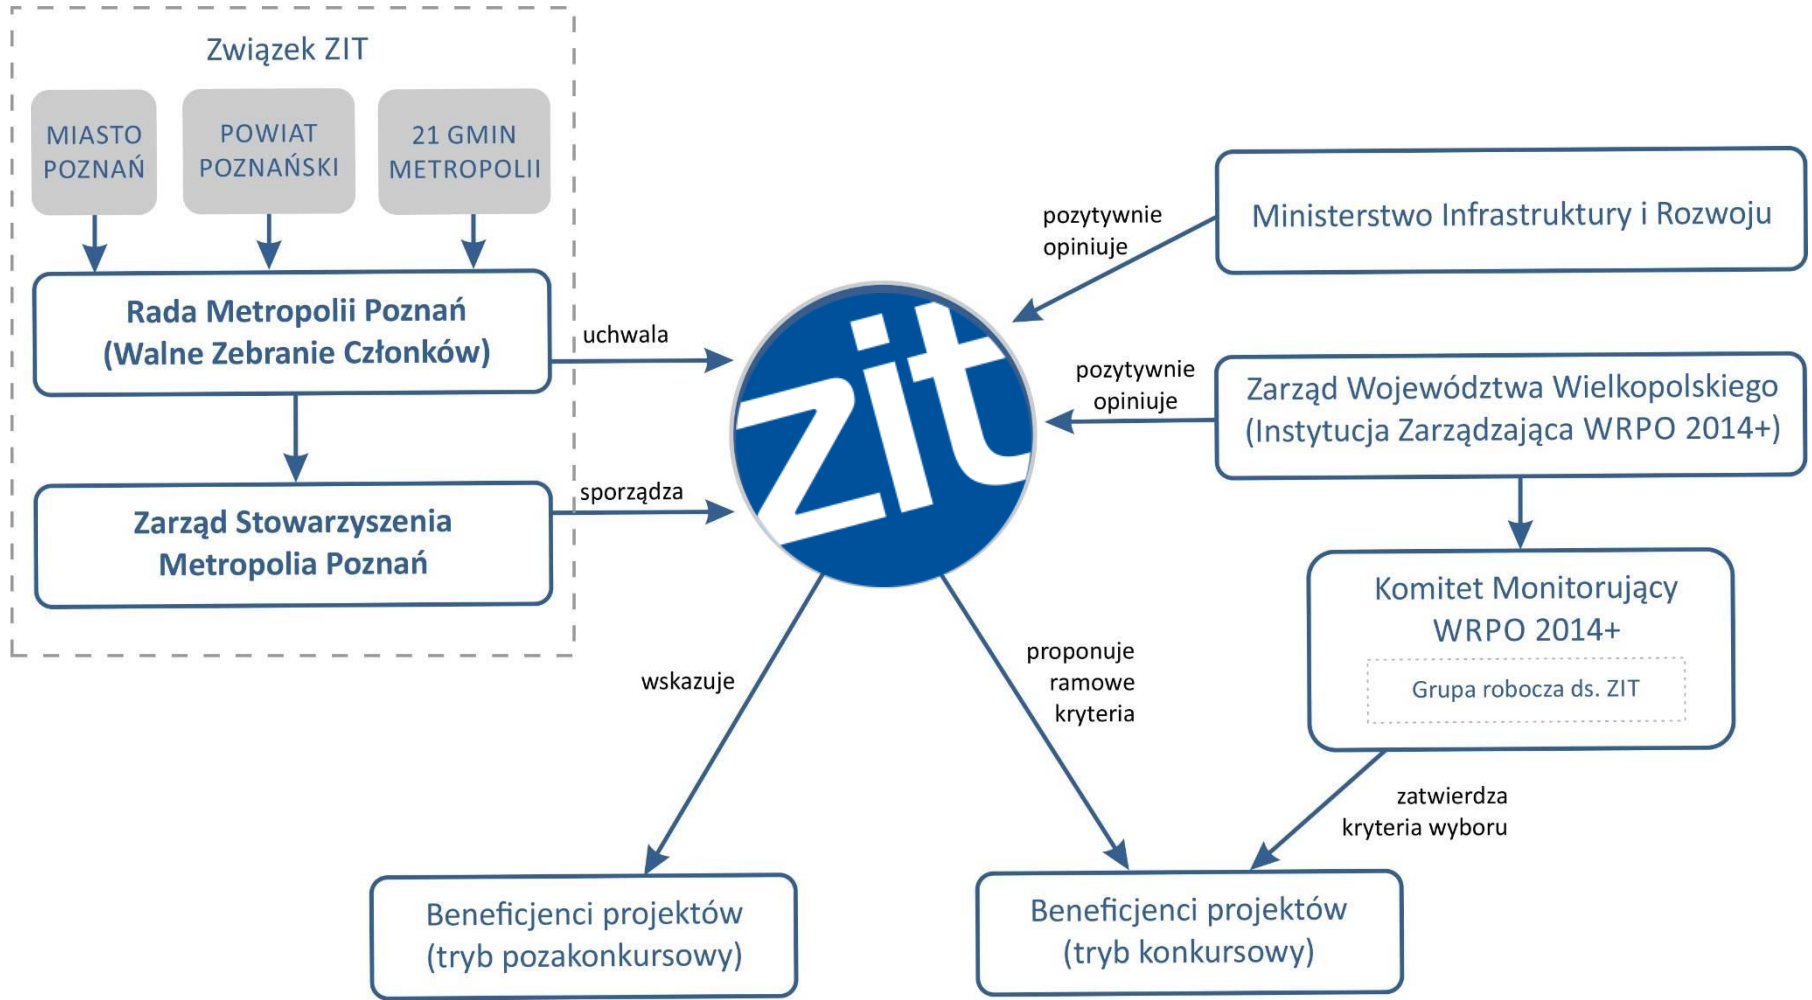 Związek ZIT
MIASTO
POZNAŃ
POWIAT
POZNAŃSKI
21 GMIN
METROPOLII
Rada Metropolii Poznań
(Walne Zebranie Członków)
uchwala
Zarząd Stowarzyszenia
Metropolia Poznań
sporządza
zit
pozytywnie
opiniuje
Ministerstwo Infrastruktury i Rozwoju
pozytywnie
opiniuje
Zarząd Województwa Wielkopolskiego
(Instytucja Zarządzająca WRPO 2014+)
Komitet Monitorujący
WRPO 2014+
Grupa robocza ds. ZIT
wskazuje
proponuje
ramowe
kryteria
zatwierdza
kryteria wyboru
Beneficjenci projektów
(tryb pozakonkursowy)
Beneficjenci projektów
(tryb konkursowy)